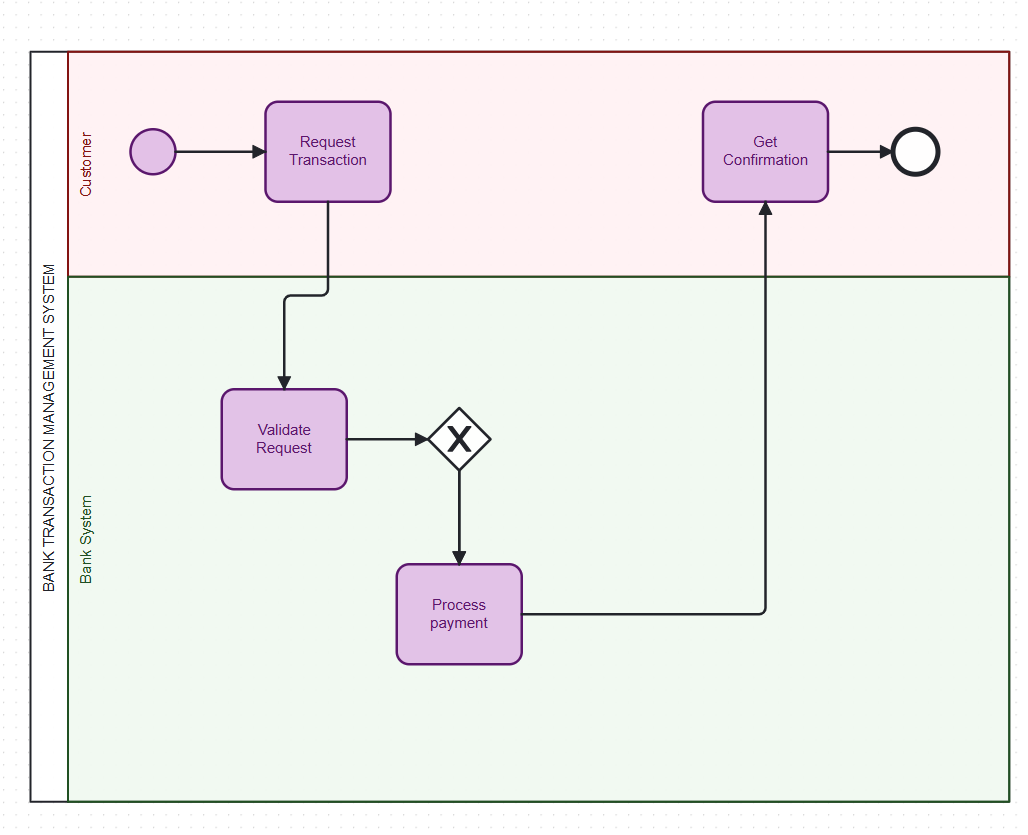 BANK TRANSACTION MANAGEMENT SYSTEM
Customer
Request
Transaction
Get
Confirmation
Bank System
Validate
Request
X
Process
payment